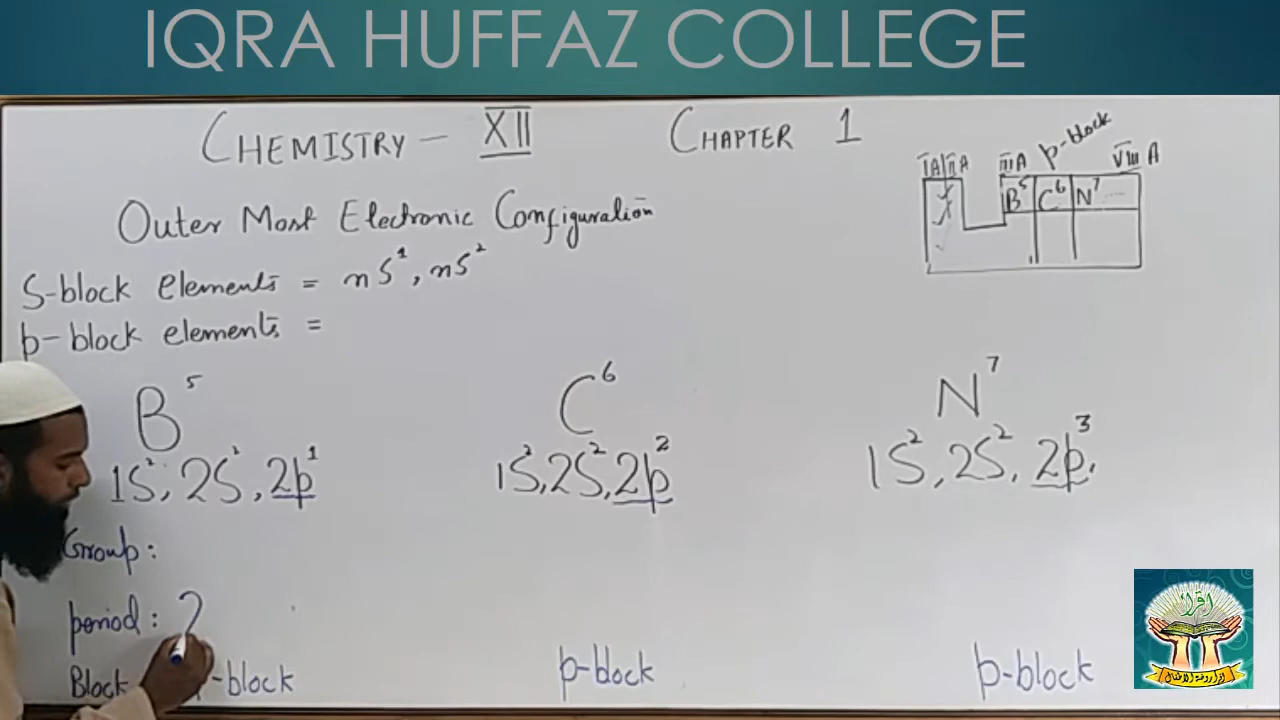 IQRA HUFFAZ COLLEGE
CHEMISTRY – XII CHAPTER 1
p-block
IA IIA IIIA VIII A
B⁵ C⁶ N⁷ ....
Outer Most Electronic Configuration
S-block elements = nS¹, nS²
p-block elements =
B⁵ C⁶ N⁷
1S², 2S², 2p¹ 1S², 2S², 2p² 1S², 2S², 2p³.
Group:
period: 2
Block -block p-block p-block
اقرأ